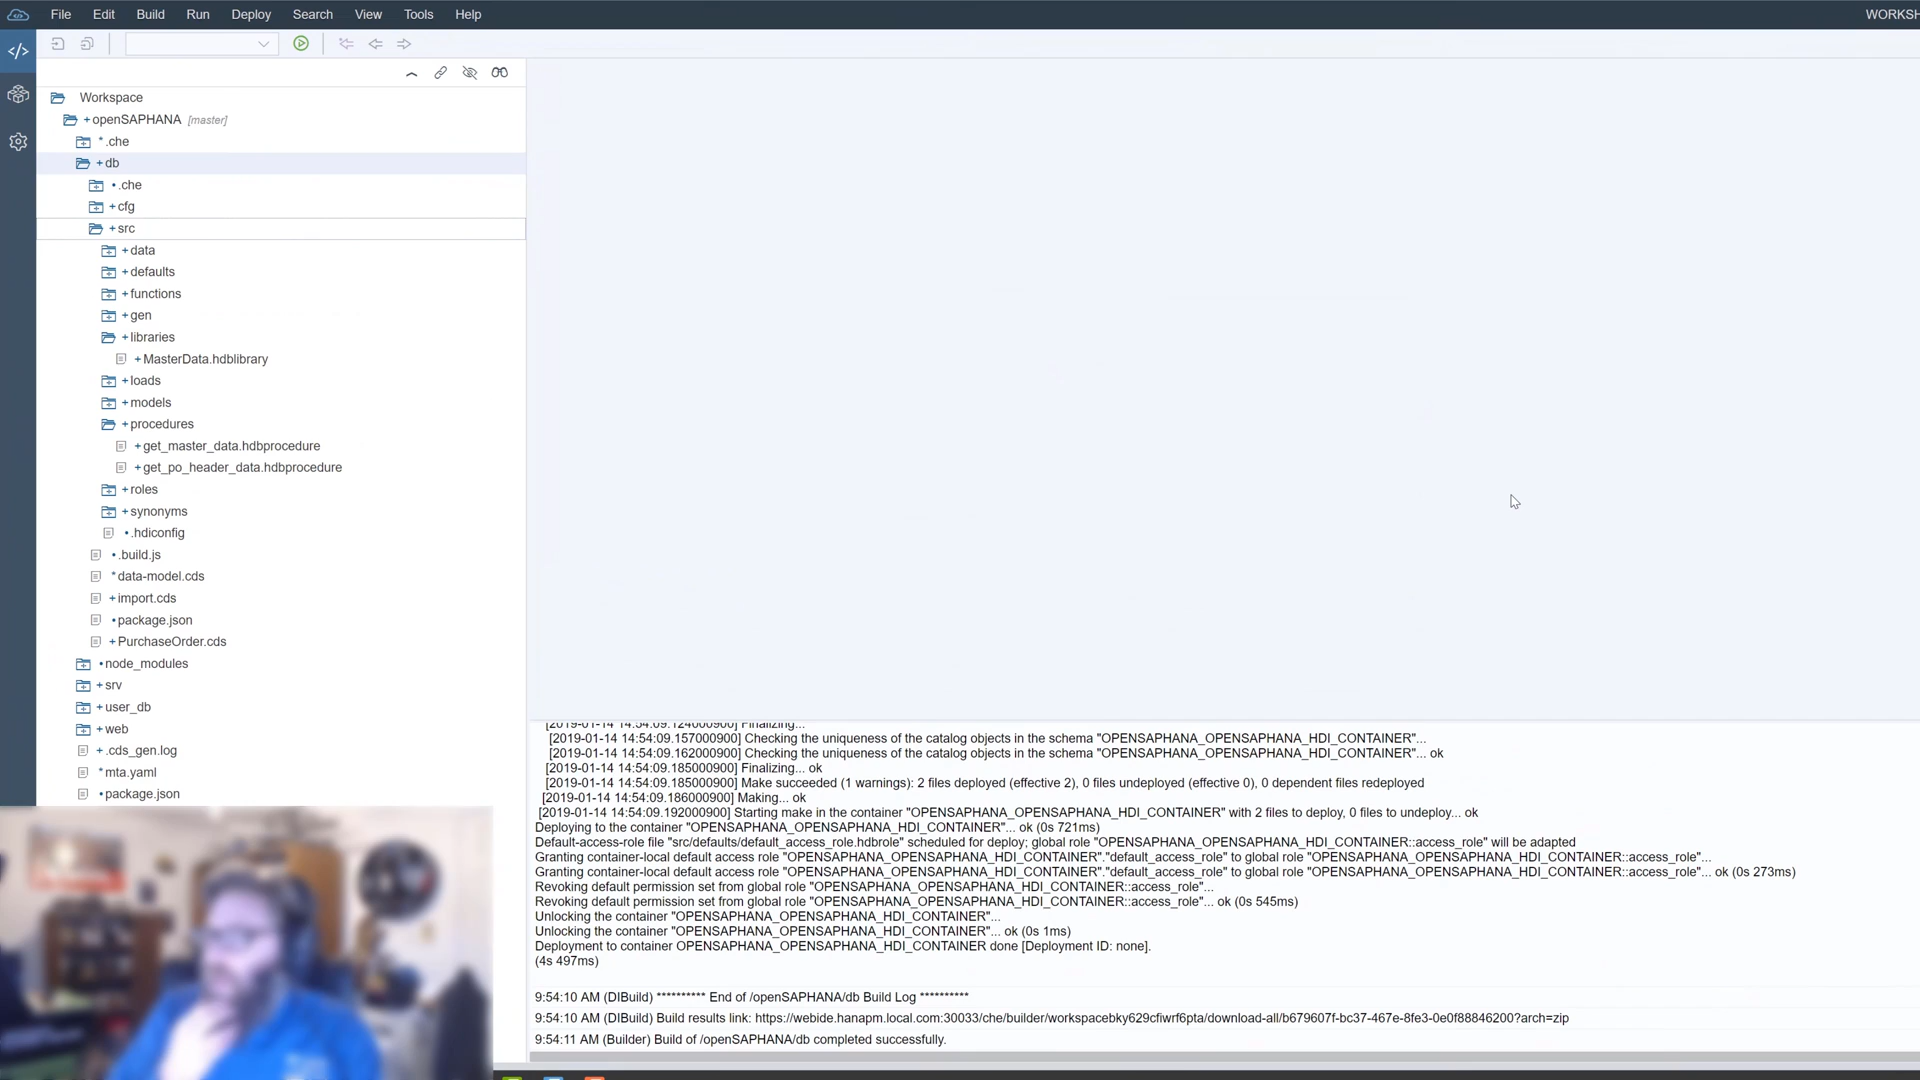 File Edit Build Run Deploy Search View Tools Help
WORKSH
Workspace
+openSAPHANA [master]
* .che
+db
•.che
+cfg
+src
+data
+defaults
+functions
+gen
+libraries
+MasterData.hdblibrary
+loads
+models
+procedures
+get_master_data.hdbprocedure
+get_po_header_data.hdbprocedure
+roles
+synonyms
•.hdiconfig
•.build.js
*data-model.cds
+import.cds
•package.json
+PurchaseOrder.cds
•node_modules
+srv
+user_db
+web
+.cds_gen.log
*mta.yaml
•package.json
[2019-01-14 14:54:09.124000900] Finalizing...
[2019-01-14 14:54:09.157000900] Checking the uniqueness of the catalog objects in the schema "OPENSAPHANA_OPENSAPHANA_HDI_CONTAINER"...
[2019-01-14 14:54:09.162000900] Checking the uniqueness of the catalog objects in the schema "OPENSAPHANA_OPENSAPHANA_HDI_CONTAINER"... ok
[2019-01-14 14:54:09.185000900] Finalizing... ok
[2019-01-14 14:54:09.185000900] Make succeeded (1 warnings): 2 files deployed (effective 2), 0 files undeployed (effective 0), 0 dependent files redeployed
[2019-01-14 14:54:09.186000900] Making... ok
[2019-01-14 14:54:09.192000900] Starting make in the container "OPENSAPHANA_OPENSAPHANA_HDI_CONTAINER" with 2 files to deploy, 0 files to undeploy... ok
Deploying to the container "OPENSAPHANA_OPENSAPHANA_HDI_CONTAINER"... ok (0s 721ms)
Default-access-role file "src/defaults/default_access_role.hdbrole" scheduled for deploy; global role "OPENSAPHANA_OPENSAPHANA_HDI_CONTAINER::access_role" will be adapted
Granting container-local default access role "OPENSAPHANA_OPENSAPHANA_HDI_CONTAINER"."default_access_role" to global role "OPENSAPHANA_OPENSAPHANA_HDI_CONTAINER::access_role"...
Granting container-local default access role "OPENSAPHANA_OPENSAPHANA_HDI_CONTAINER"."default_access_role" to global role "OPENSAPHANA_OPENSAPHANA_HDI_CONTAINER::access_role"... ok (0s 273ms)
Revoking default permission set from global role "OPENSAPHANA_OPENSAPHANA_HDI_CONTAINER::access_role"...
Revoking default permission set from global role "OPENSAPHANA_OPENSAPHANA_HDI_CONTAINER::access_role"... ok (0s 545ms)
Unlocking the container "OPENSAPHANA_OPENSAPHANA_HDI_CONTAINER"...
Unlocking the container "OPENSAPHANA_OPENSAPHANA_HDI_CONTAINER"... ok (0s 1ms)
Deployment to container OPENSAPHANA_OPENSAPHANA_HDI_CONTAINER done [Deployment ID: none].
(4s 497ms)
9:54:10 AM (DIBuild) ********** End of /openSAPHANA/db Build Log **********
9:54:10 AM (DIBuild) Build results link: https://webide.hanapm.local.com:30033/che/builder/workspacebky629cfiwrf6pta/download-all/b679607f-bc37-467e-8fe3-0e0f88846200?arch=zip
9:54:11 AM (Builder) Build of /openSAPHANA/db completed successfully.